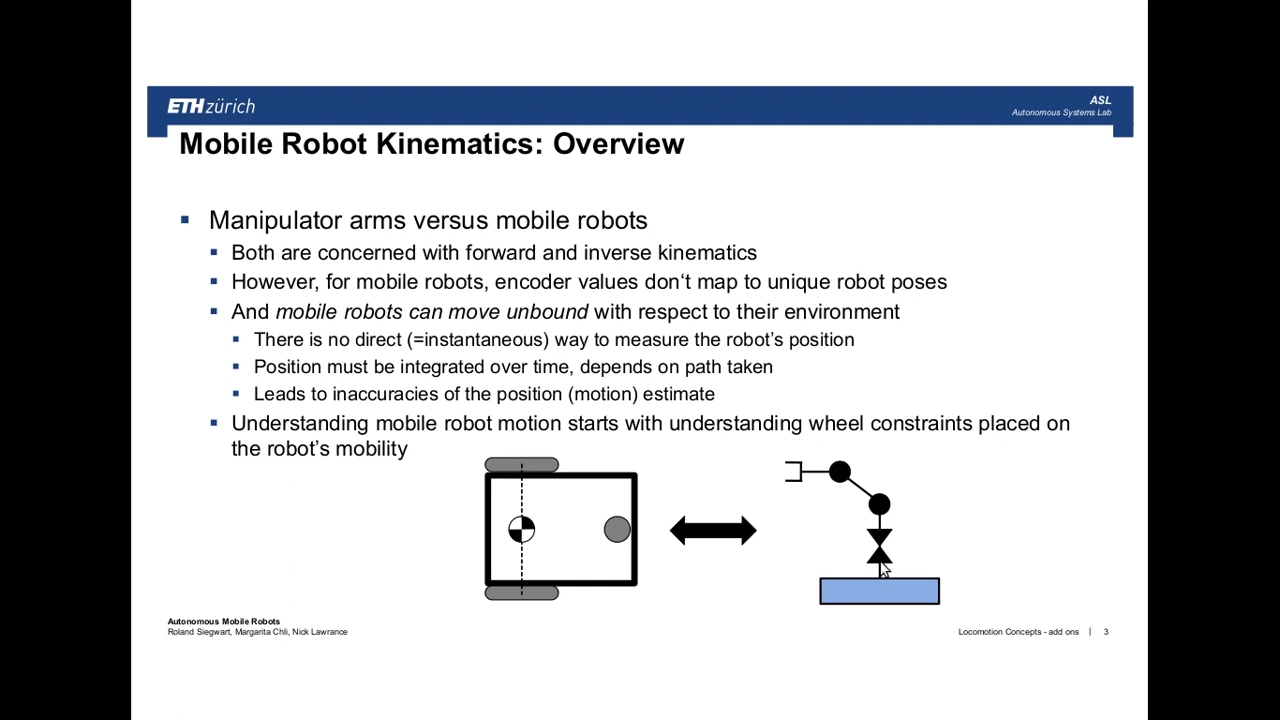 ETH zürich
ASL
Autonomous Systems Lab
Mobile Robot Kinematics: Overview
Manipulator arms versus mobile robots
Both are concerned with forward and inverse kinematics
However, for mobile robots, encoder values don‘t map to unique robot poses
And mobile robots can move unbound with respect to their environment
There is no direct (=instantaneous) way to measure the robot’s position
Position must be integrated over time, depends on path taken
Leads to inaccuracies of the position (motion) estimate
Understanding mobile robot motion starts with understanding wheel constraints placed on
the robot’s mobility
Autonomous Mobile Robots
Roland Siegwart, Margarita Chli, Nick Lawrance
Locomotion Concepts - add ons | 3